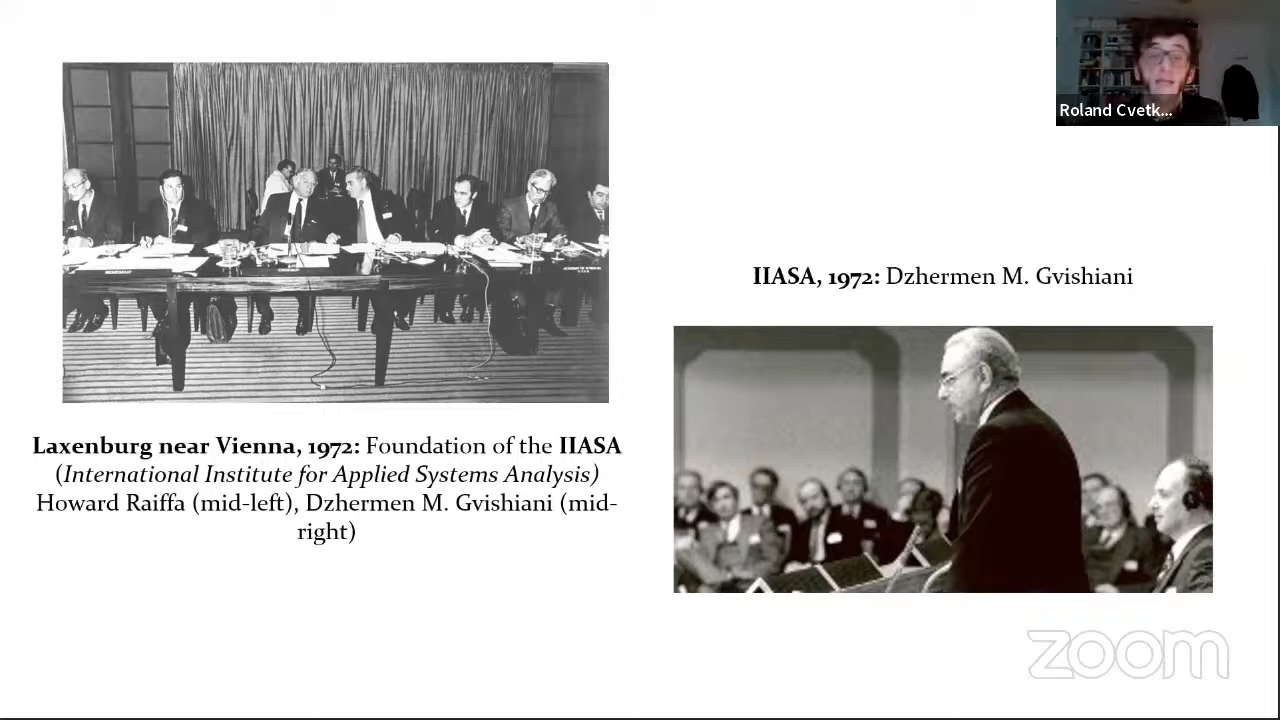 Roland Cvetk...
IIASA, 1972: Dzhermen M. Gvishiani
Laxenburg near Vienna, 1972: Foundation of the IIASA
(International Institute for Applied Systems Analysis)
Howard Raiffa (mid-left), Dzhermen M. Gvishiani (mid-
right)
zoom